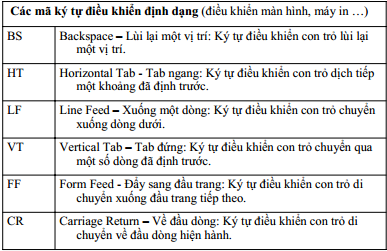 Các mã ký tự điều khiển định dạng (điều khiển màn hình, máy in …)
BS Backspace – Lùi lại một vị trí: Ký tự điều khiển con trỏ lùi lại
một vị trí.
HT Horizontal Tab - Tab ngang: Ký tự điều khiển con trỏ dịch tiếp
một khoảng đã định trước.
LF Line Feed – Xuống một dòng: Ký tự điều khiển con trỏ chuyển
xuống dòng dưới.
VT Vertical Tab – Tab đứng: Ký tự điều khiển con trỏ chuyển qua
một số dòng đã định trước.
FF Form Feed - Đẩy sang đầu trang: Ký tự điều khiển con trỏ di
chuyển xuống đầu trang tiếp theo.
CR Carriage Return – Về đầu dòng: Ký tự điều khiển con trỏ di
chuyển về đầu dòng hiện hành.